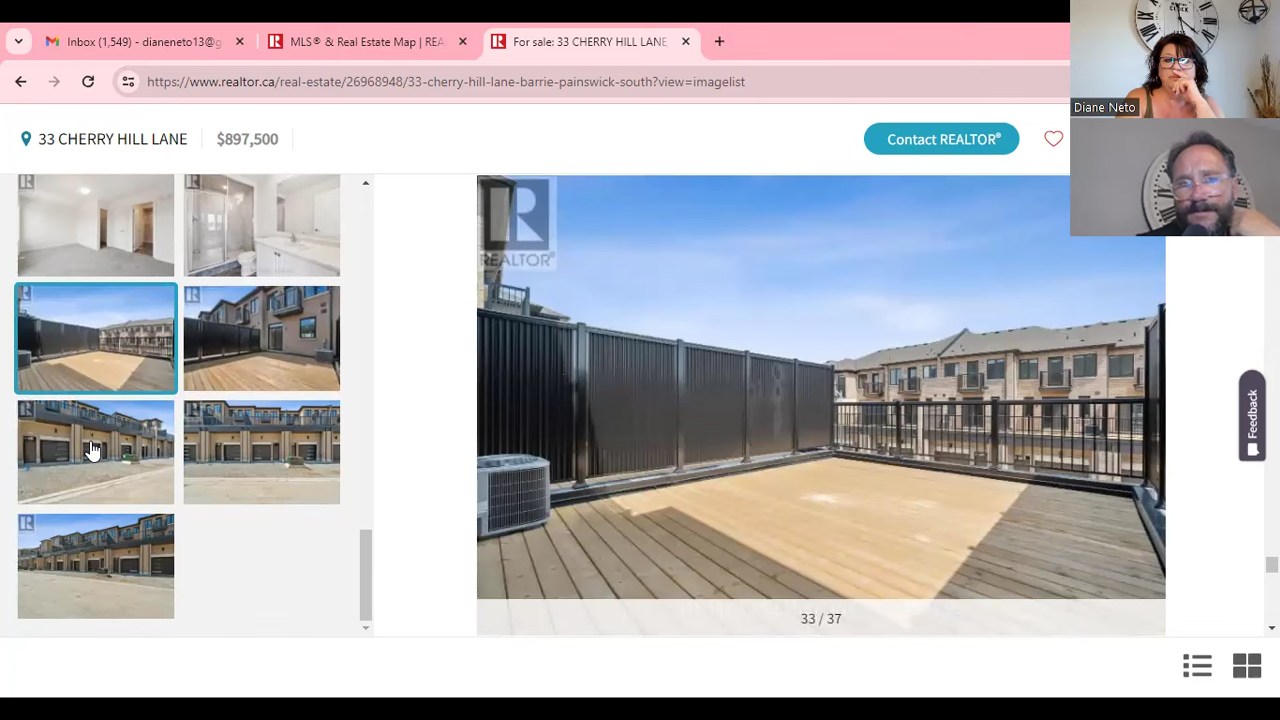 Inbox (1,549) - dianeneto13@g
MLS® & Real Estate Map | REA
For sale: 33 CHERRY HILL LANE,
https://www.realtor.ca/real-estate/26968948/33-cherry-hill-lane-barrie-painswick-south?view=imagelist
Diane Neto
33 CHERRY HILL LANE
$897,500
Contact REALTOR®
REALTOR®
Feedback
33 / 37